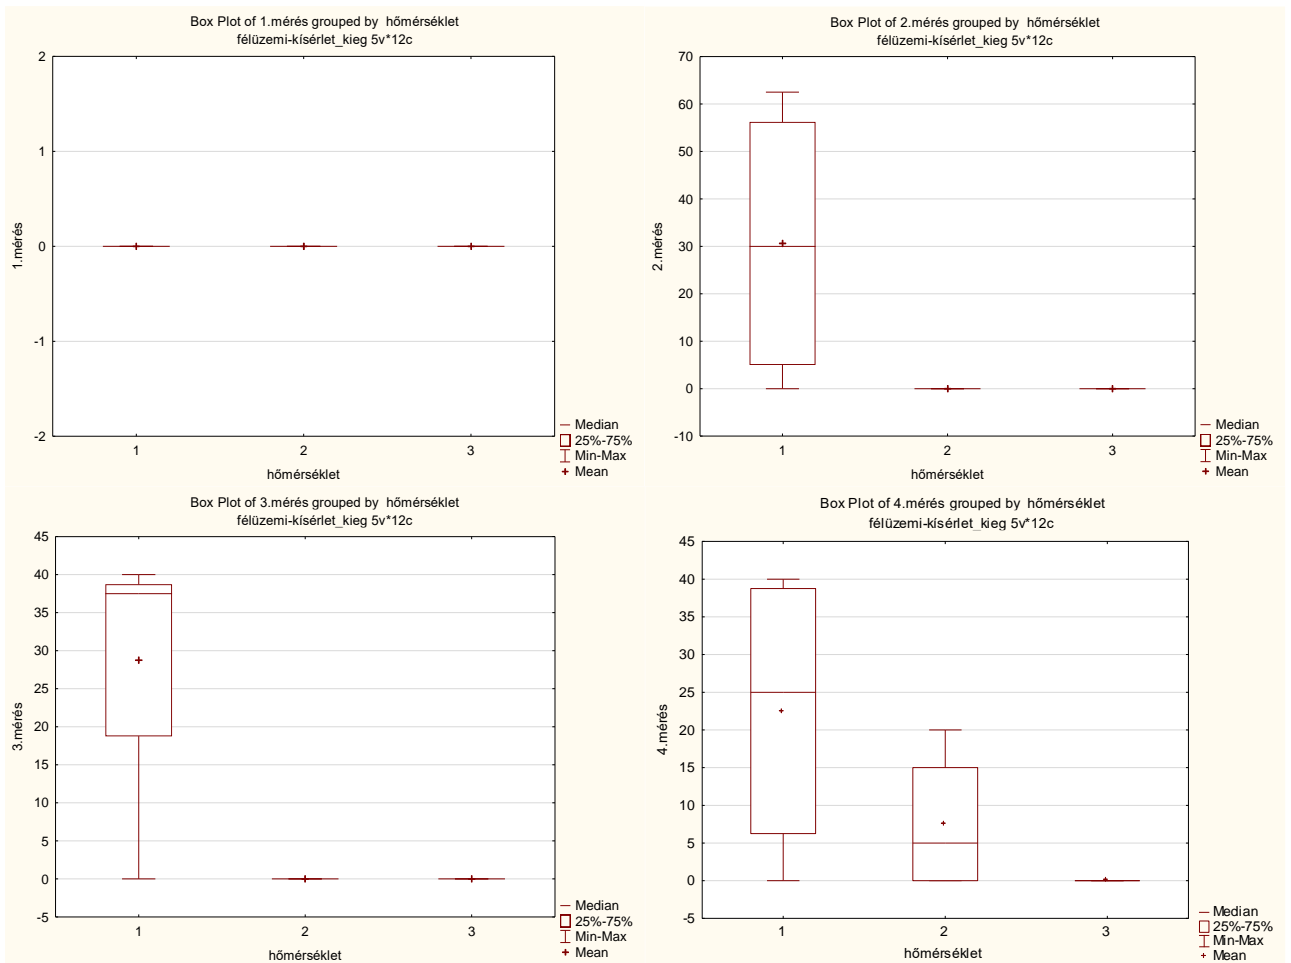 Box Plot of 1.mérés grouped by hőmérséklet
félüzemi-kísérlet_kieg 5v*12c
2
1
0
-1
-2
1.mérés
1 2 3
hőmérséklet
Median
25%-75%
Min-Max
Mean
Box Plot of 2.mérés grouped by hőmérséklet
félüzemi-kísérlet_kieg 5v*12c
70
60
50
40
30
20
10
0
-10
2.mérés
1 2 3
hőmérséklet
Median
25%-75%
Min-Max
Mean
Box Plot of 3.mérés grouped by hőmérséklet
félüzemi-kísérlet_kieg 5v*12c
45
40
35
30
25
20
15
10
5
0
-5
3.mérés
1 2 3
hőmérséklet
Median
25%-75%
Min-Max
Mean
Box Plot of 4.mérés grouped by hőmérséklet
félüzemi-kísérlet_kieg 5v*12c
45
40
35
30
25
20
15
10
5
0
-5
4.mérés
1 2 3
hőmérséklet
Median
25%-75%
Min-Max
Mean